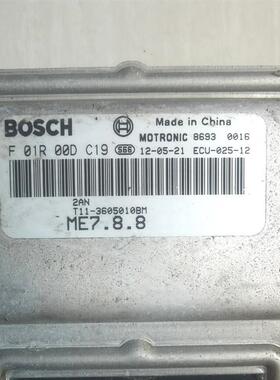 BOSCH Made in China
MOTRONIC 8693 0016
F 01R 00D C19 S66 12-05-21 ECU-025-12
2AN
T11-3605010BM
ME7.8.8